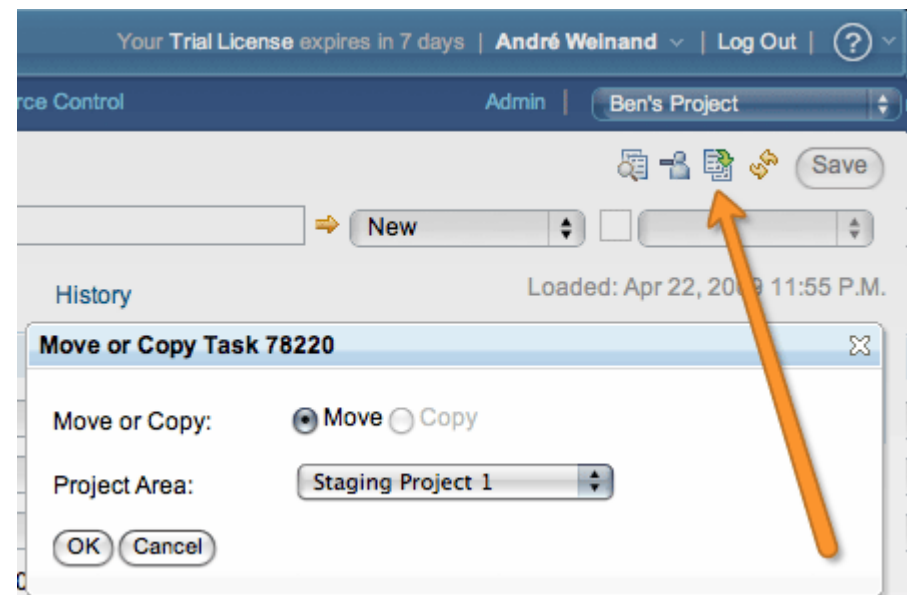 Your Trial License expires in 7 days | André Weinand | Log Out | ?
rce Control Admin | Ben's Project
Save
New
History Loaded: Apr 22, 2009 11:55 P.M.
Move or Copy Task 78220
Move or Copy: Move Copy
Project Area: Staging Project 1
OK Cancel